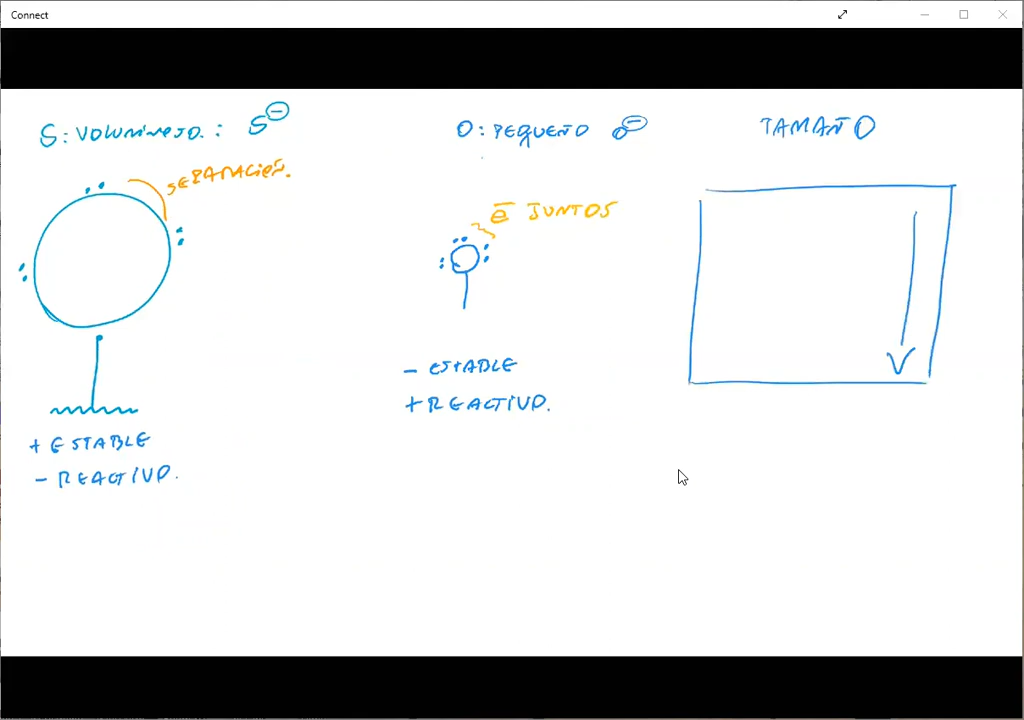 Connect
S: VOLUMINOSO.: S⊖
O: PEQUEÑO O⊖
TAMAÑO
SEPARACIÓN.
e̅ JUNTOS
- ESTABLE
+ REACTIVO.
+ ESTABLE
- REACTIVO.